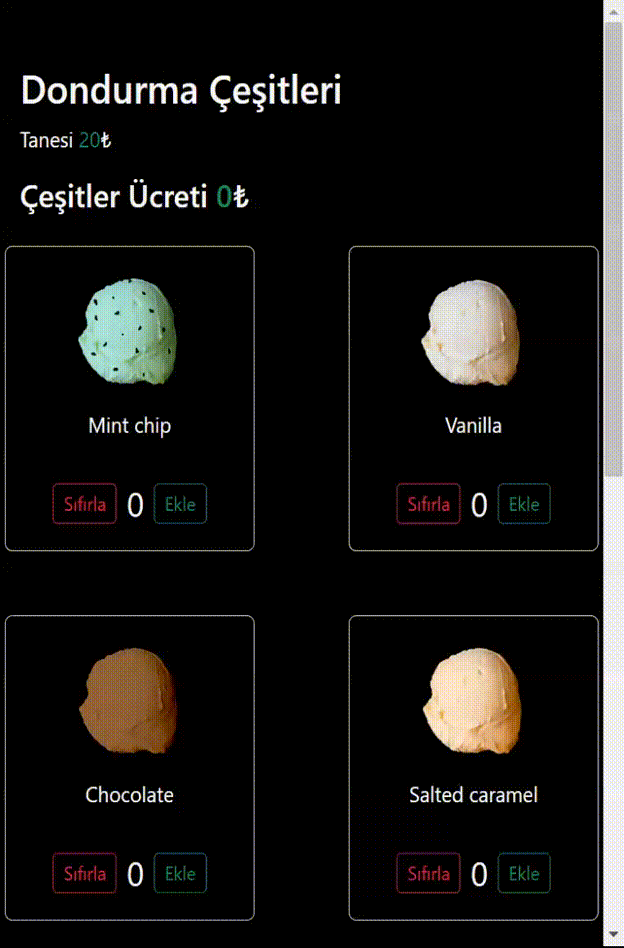 Dondurma Çeşitleri
Tanesi 20₺
Çeşitler Ücreti 0₺
Mint chip
Sıfırla 0 Ekle
Vanilla
Sıfırla 0 Ekle
Chocolate
Sıfırla 0 Ekle
Salted caramel
Sıfırla 0 Ekle